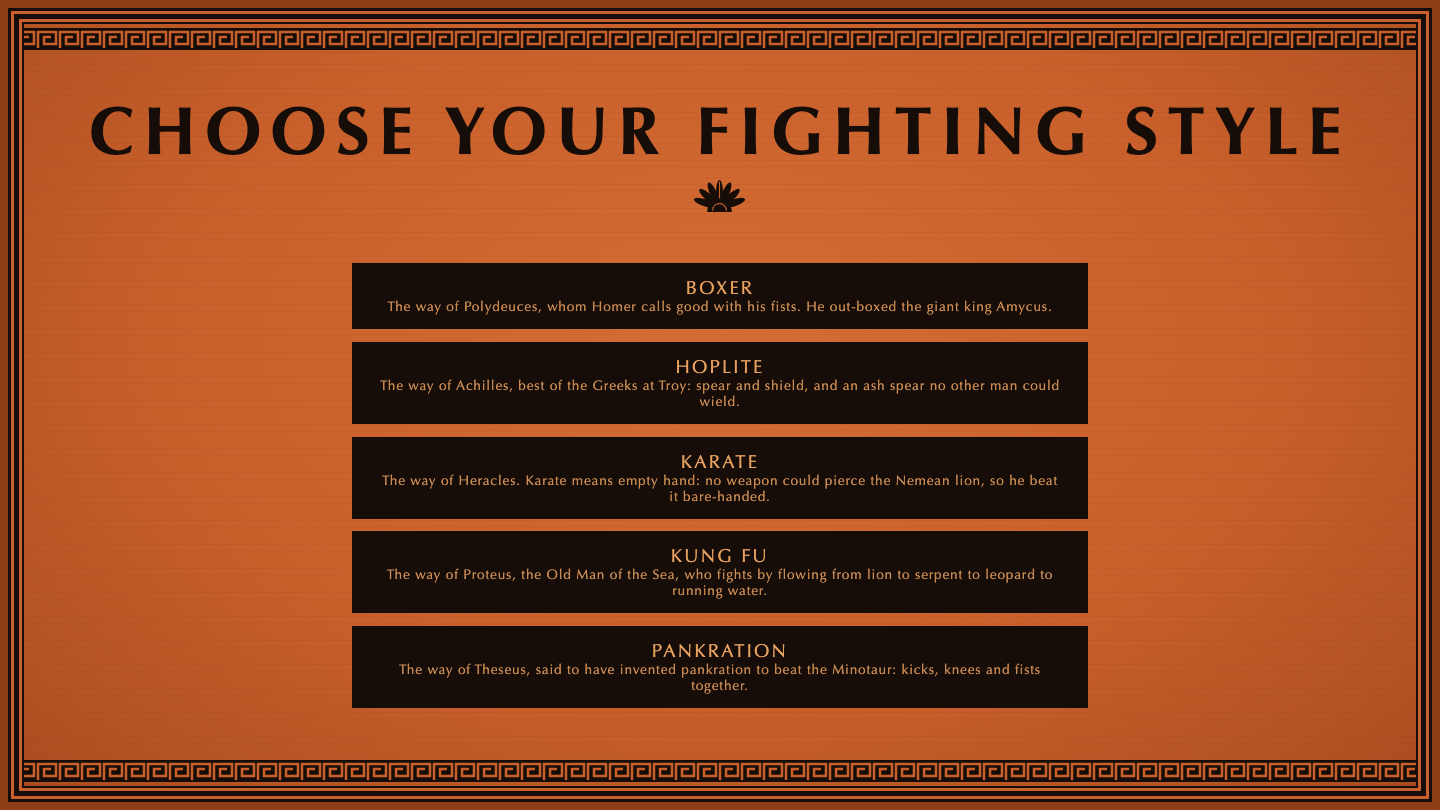 CHOOSE YOUR FIGHTING STYLE
BOXER
The way of Polydeuces, whom Homer calls good with his fists. He out-boxed the giant king Amycus.
HOPLITE
The way of Achilles, best of the Greeks at Troy: spear and shield, and an ash spear no other man could
wield.
KARATE
The way of Heracles. Karate means empty hand: no weapon could pierce the Nemean lion, so he beat
it bare-handed.
KUNG FU
The way of Proteus, the Old Man of the Sea, who fights by flowing from lion to serpent to leopard to
running water.
PANKRATION
The way of Theseus, said to have invented pankration to beat the Minotaur: kicks, knees and fists
together.